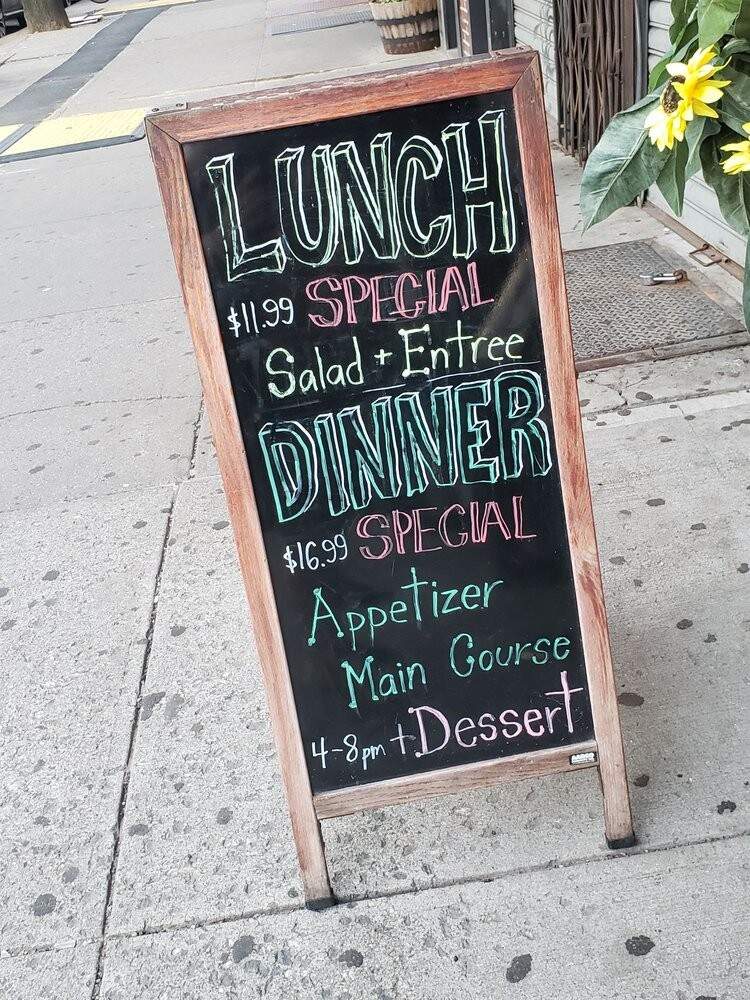 LUNCH
$11.99 SPECIAL
Salad + Entree
DINNER
$16.99 SPECIAL
Appetizer
Main Course
4-8pm + Dessert